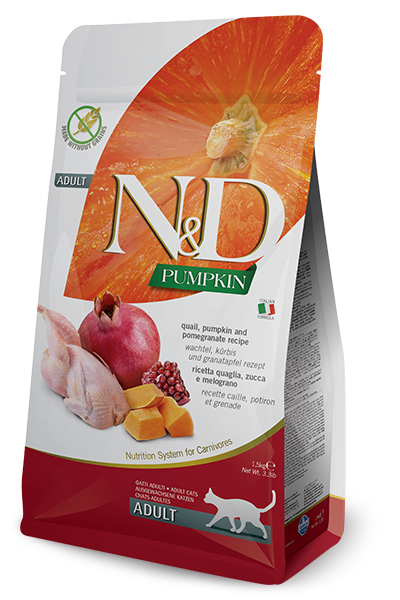 MADE WITHOUT GRAINS
ADULT
N&D
PUMPKIN
ITALIAN
FORMULA
quail, pumpkin and
pomegranate recipe
wachtel, kürbis
und granatapfel rezept
ricetta quaglia, zucca
e melograno
recette caille, potiron
et grenade
Nutrition System for Carnivores
1.5kg℮
Net Wt. 3.3lb
GATTI ADULTI • ADULT CATS
AUSGEWACHSENE KATZEN
CHATS ADULTES
ADULT